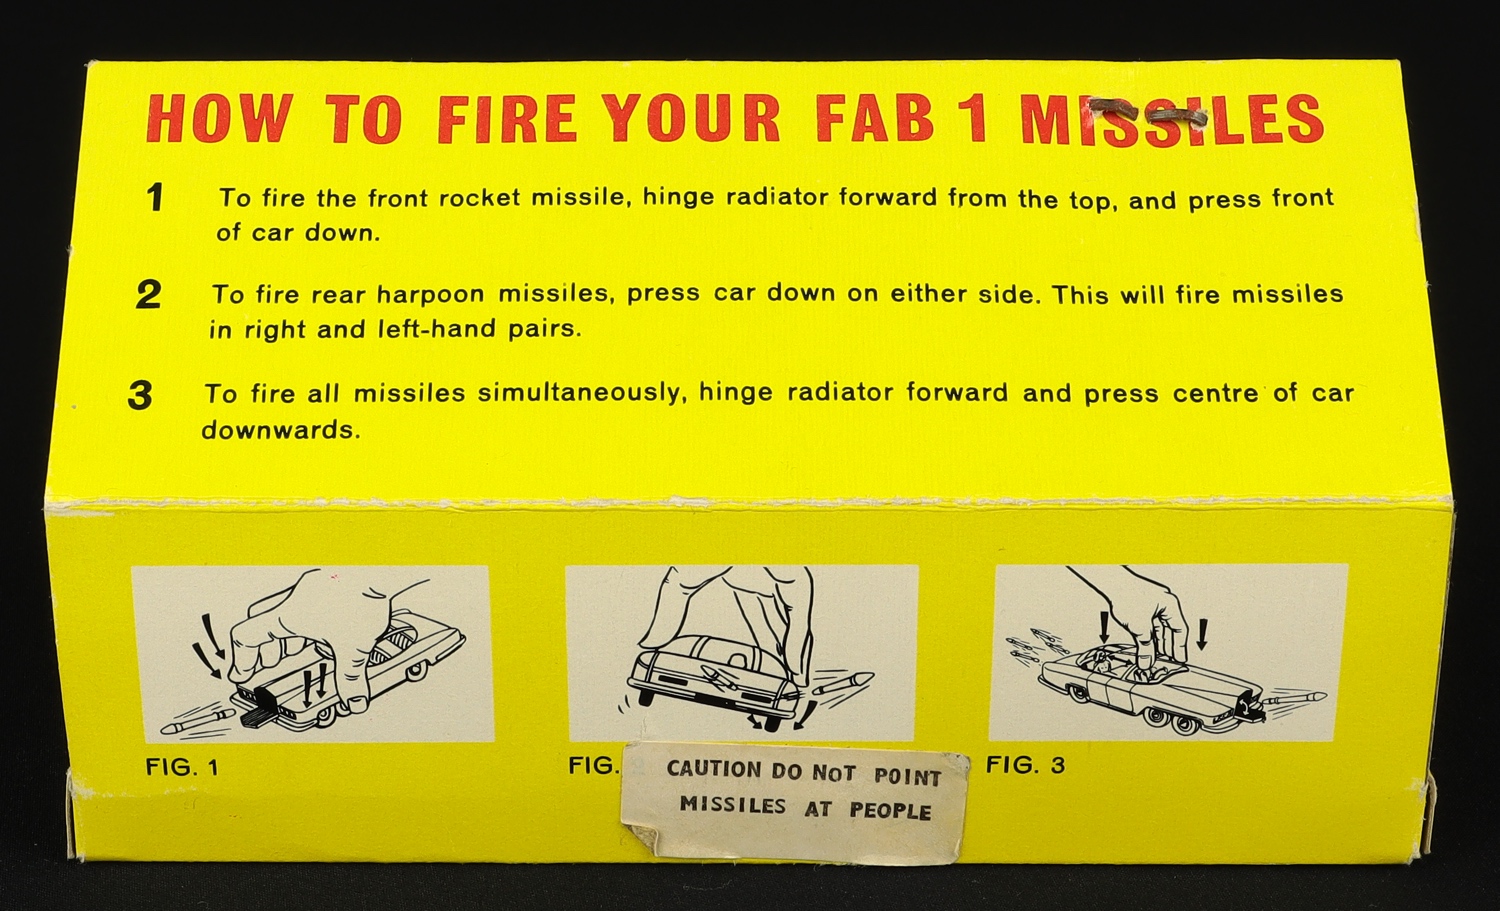 HOW TO FIRE YOUR FAB 1 MISSILES
1 To fire the front rocket missile, hinge radiator forward from the top, and press front
of car down.
2 To fire rear harpoon missiles, press car down on either side. This will fire missiles
in right and left-hand pairs.
3 To fire all missiles simultaneously, hinge radiator forward and press centre of car
downwards.
FIG. 1
FIG.
FIG. 3
CAUTION DO NOT POINT
MISSILES AT PEOPLE